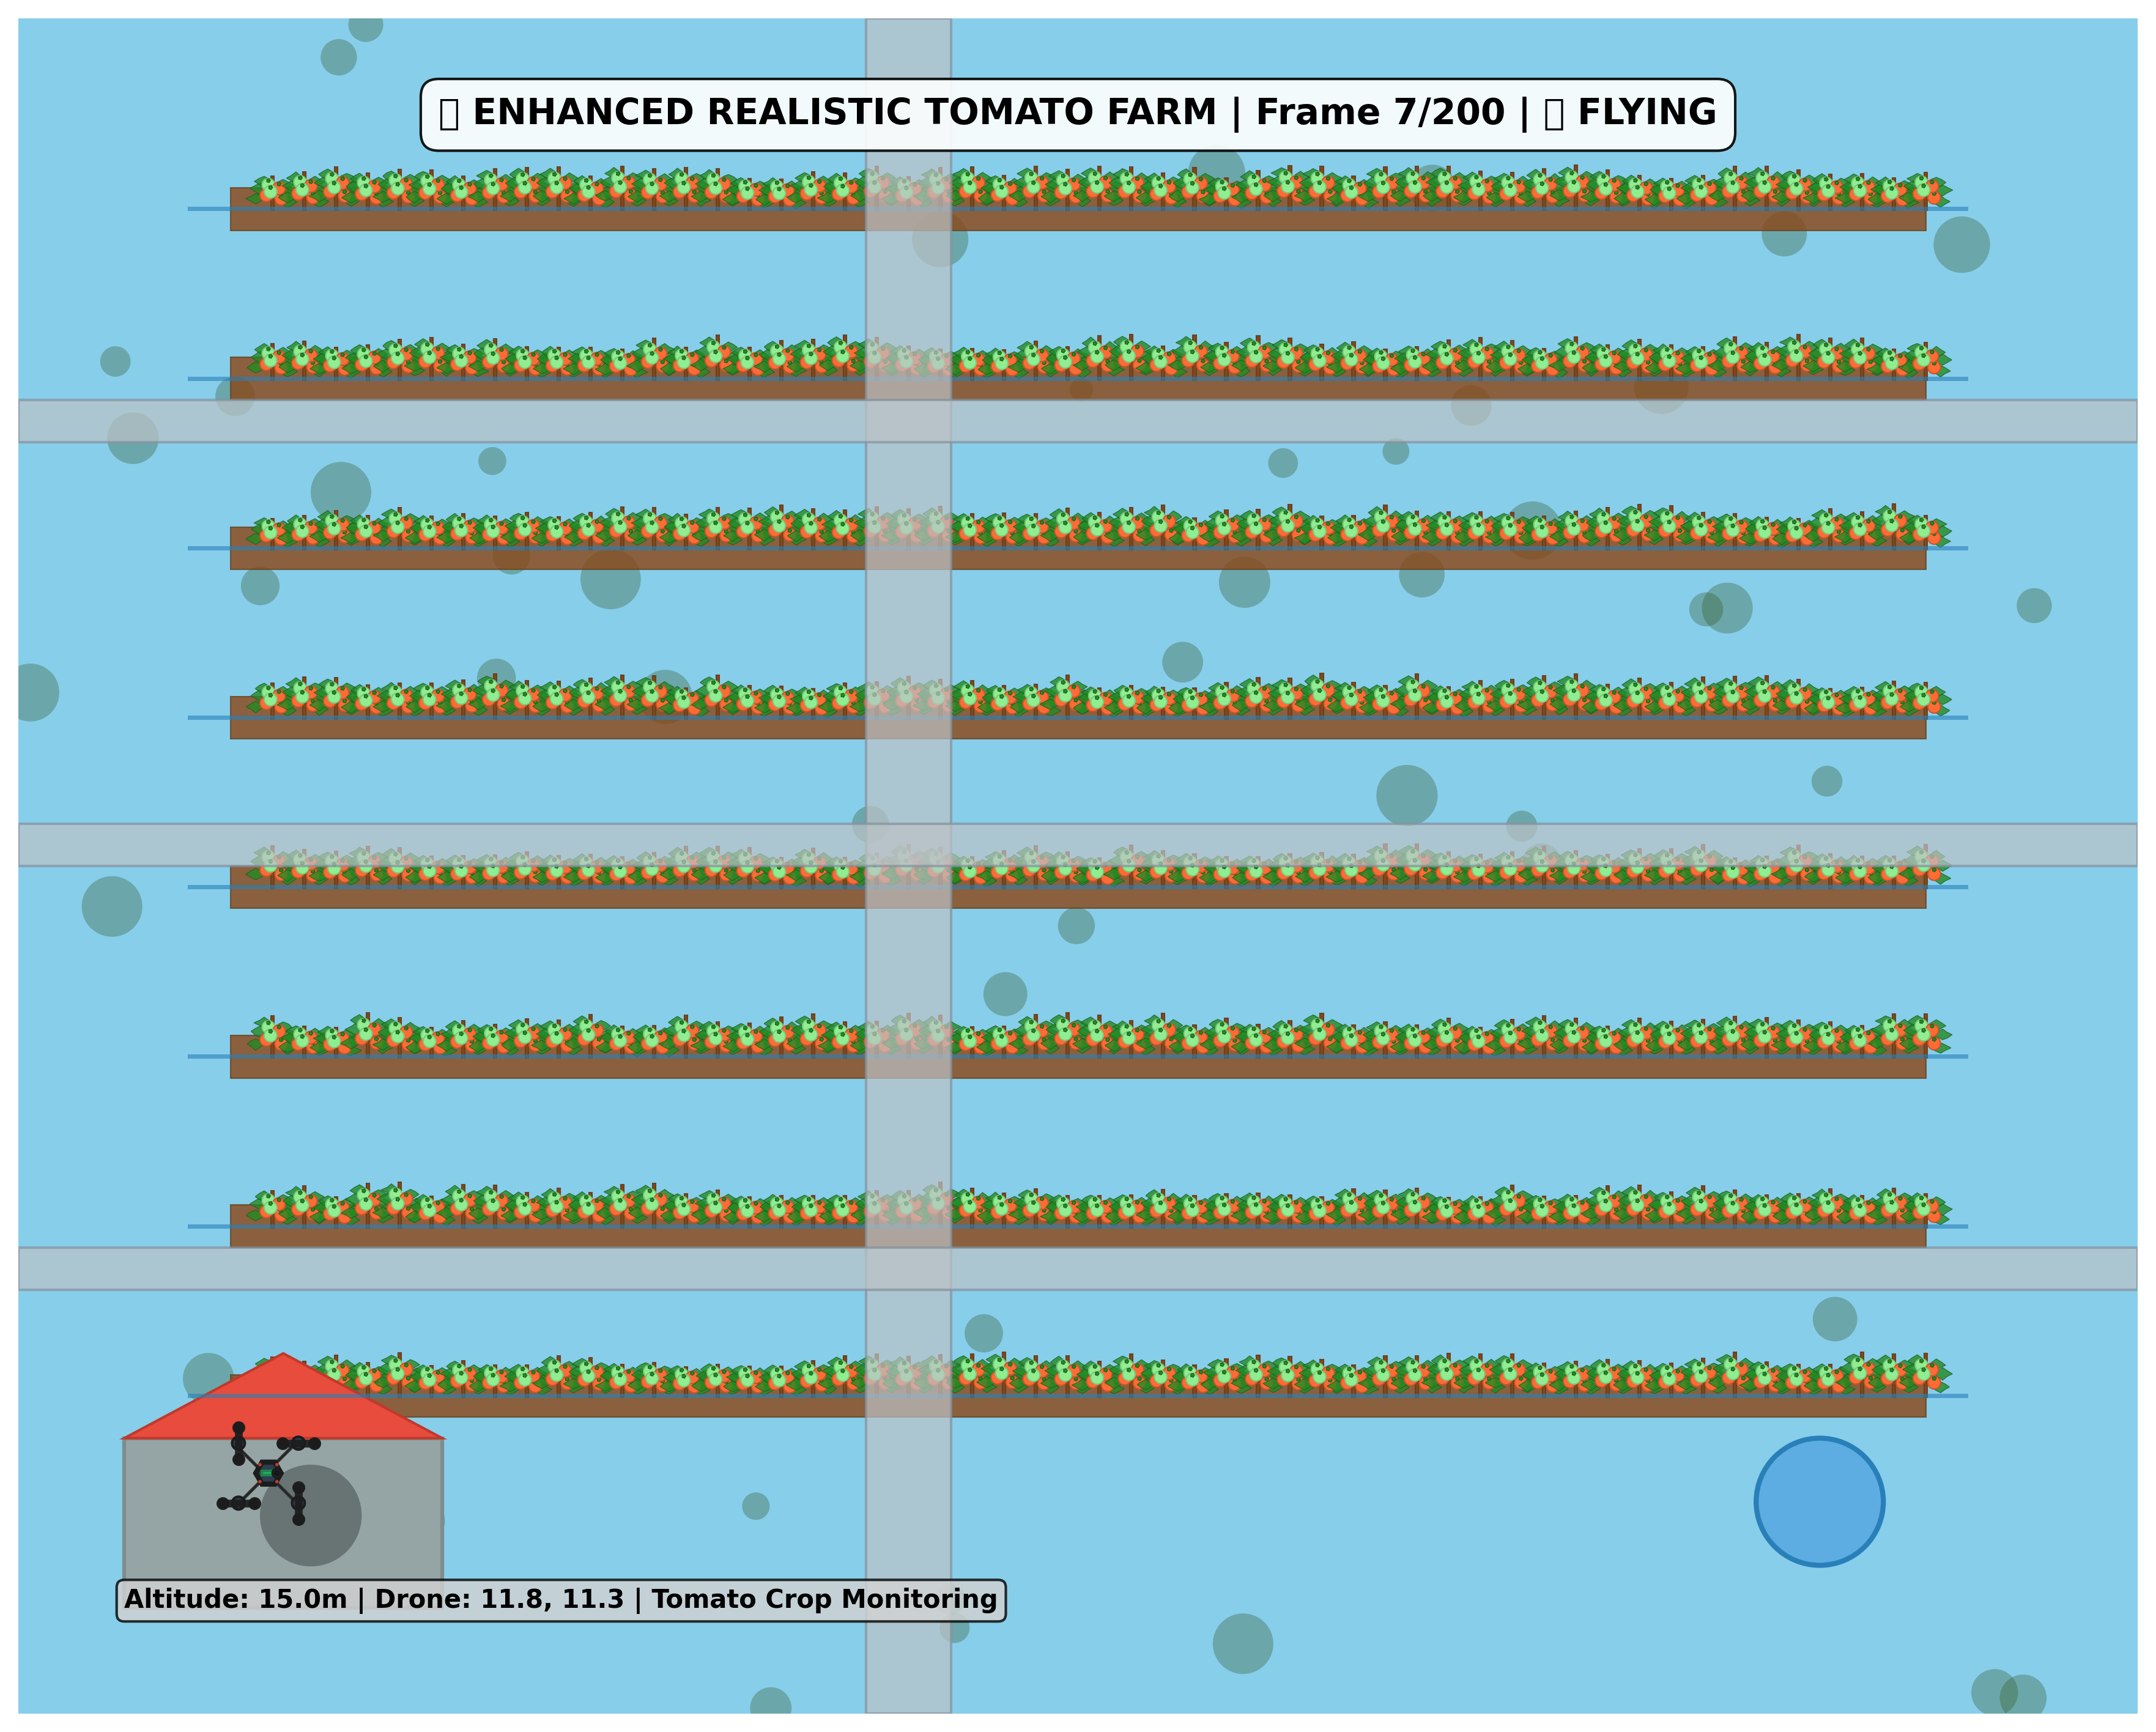 ▯ ENHANCED REALISTIC TOMATO FARM | Frame 7/200 | ▯ FLYING
Altitude: 15.0m | Drone: 11.8, 11.3 | Tomato Crop Monitoring